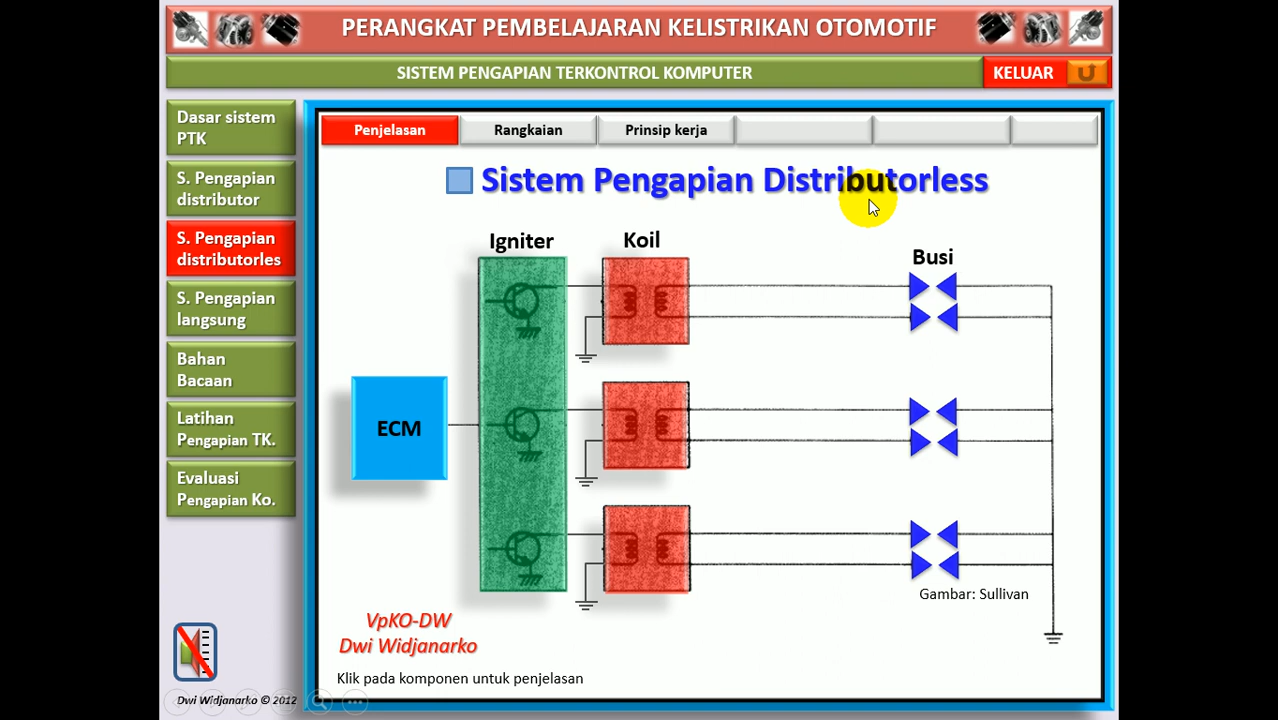 PERANGKAT PEMBELAJARAN KELISTRIKAN OTOMOTIF
SISTEM PENGAPIAN TERKONTROL KOMPUTER
KELUAR
Dasar sistem
PTK
S. Pengapian
distributor
S. Pengapian
distributorles
S. Pengapian
langsung
Bahan
Bacaan
Latihan
Pengapian TK.
Evaluasi
Pengapian Ko.
Penjelasan
Rangkaian
Prinsip kerja
Sistem Pengapian Distributorless
Igniter
Koil
Busi
ECM
Gambar: Sullivan
VpKO-DW
Dwi Widjanarko
Klik pada komponen untuk penjelasan
Dwi Widjanarko © 2012